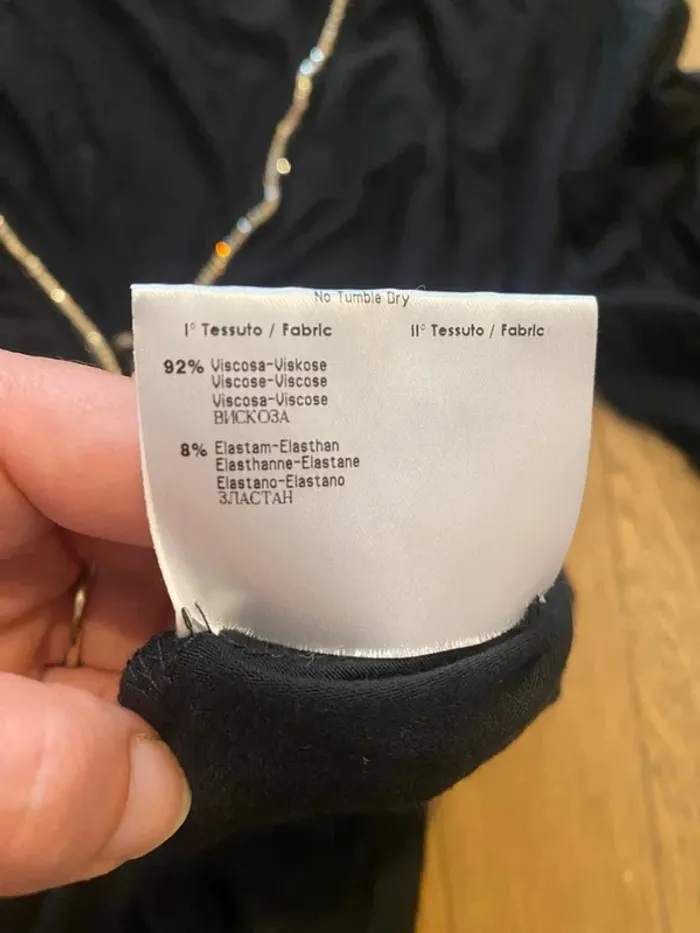 No Tumble Dry
I° Tessuto / Fabric
II° Tessuto / Fabric
92% Viscosa-Viskose
Viscose-Viscose
Viscosa-Viscose
ВИСКОЗА
8% Elastam-Elasthan
Elasthanne-Elastane
Elastano-Elastano
ЗЛАСТАН